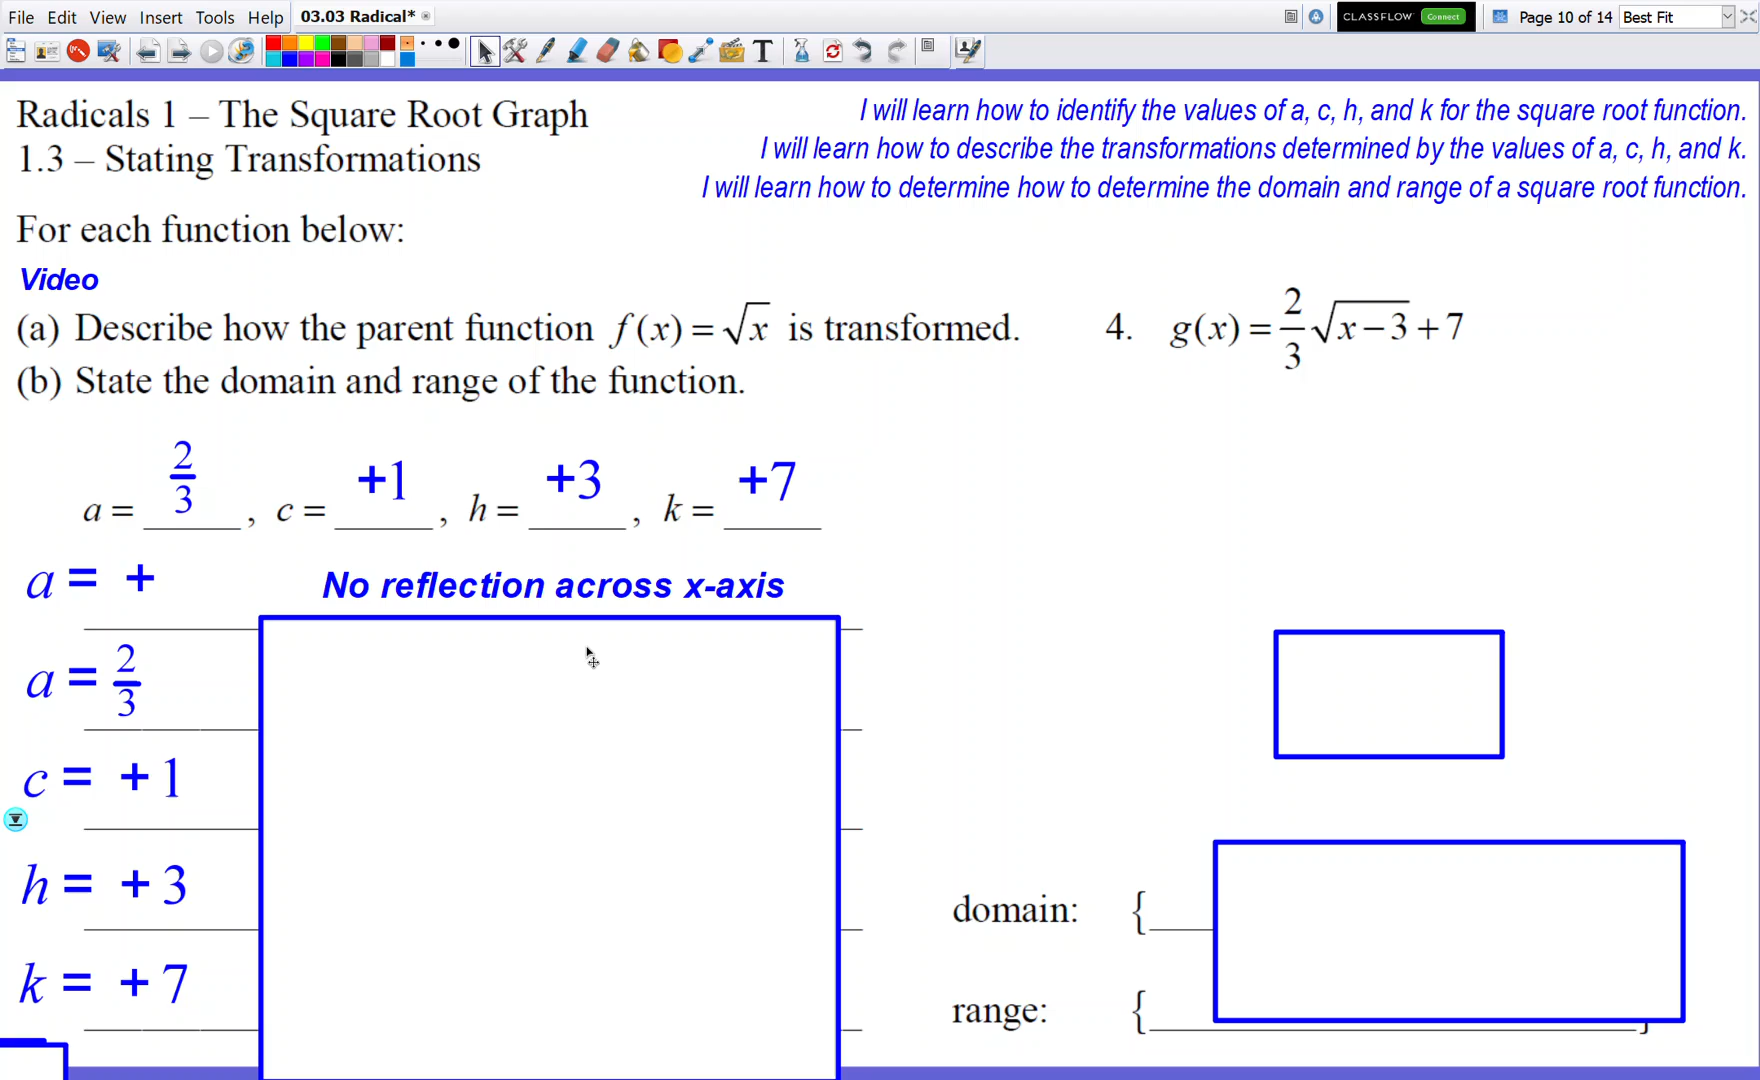 File Edit View Insert Tools Help 03.03 Radical*
CLASSFLOW Connect Page 10 of 14 Best Fit
Radicals 1 – The Square Root Graph
1.3 – Stating Transformations
I will learn how to identify the values of a, c, h, and k for the square root function.
I will learn how to describe the transformations determined by the values of a, c, h, and k.
I will learn how to determine how to determine the domain and range of a square root function.
For each function below:
Video
(a) Describe how the parent function f(x) = √x is transformed.
(b) State the domain and range of the function.
4. g(x) = 2/3 √(x−3) + 7
a = 2/3, c = +1, h = +3, k = +7
a = + No reflection across x-axis
a = 2/3
c = +1
h = +3
k = +7
domain: {
range: { }